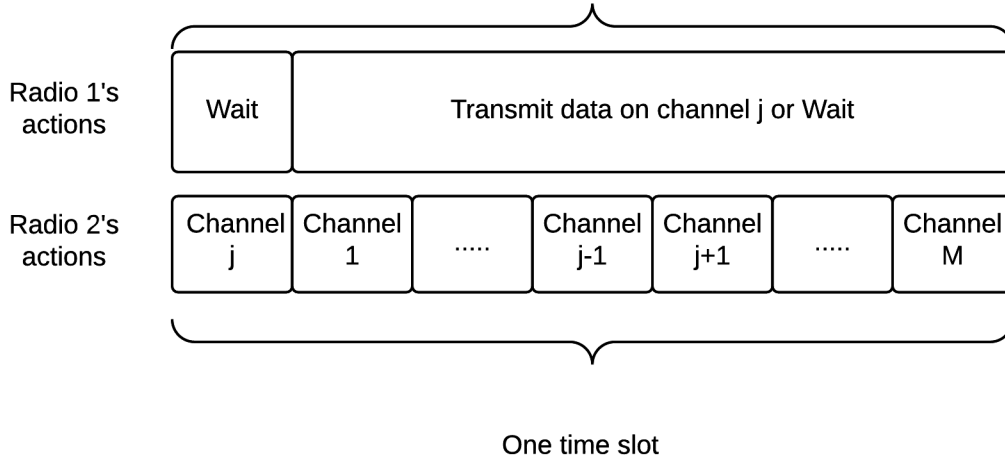 Radio 1's
actions
Wait
Transmit data on channel j or Wait
Radio 2's
actions
Channel
j
Channel
1
.....
Channel
j-1
Channel
j+1
.....
Channel
M
One time slot